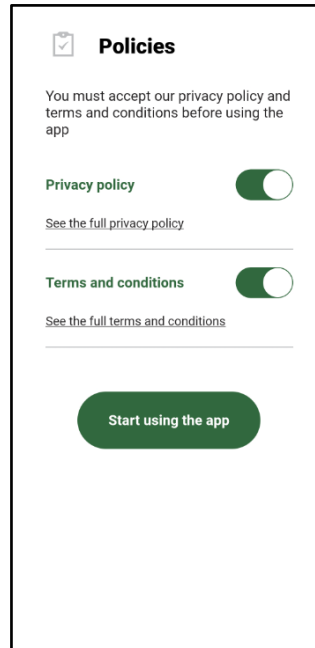 Policies
You must accept our privacy policy and
terms and conditions before using the
app
Privacy policy
See the full privacy policy
Terms and conditions
See the full terms and conditions
Start using the app